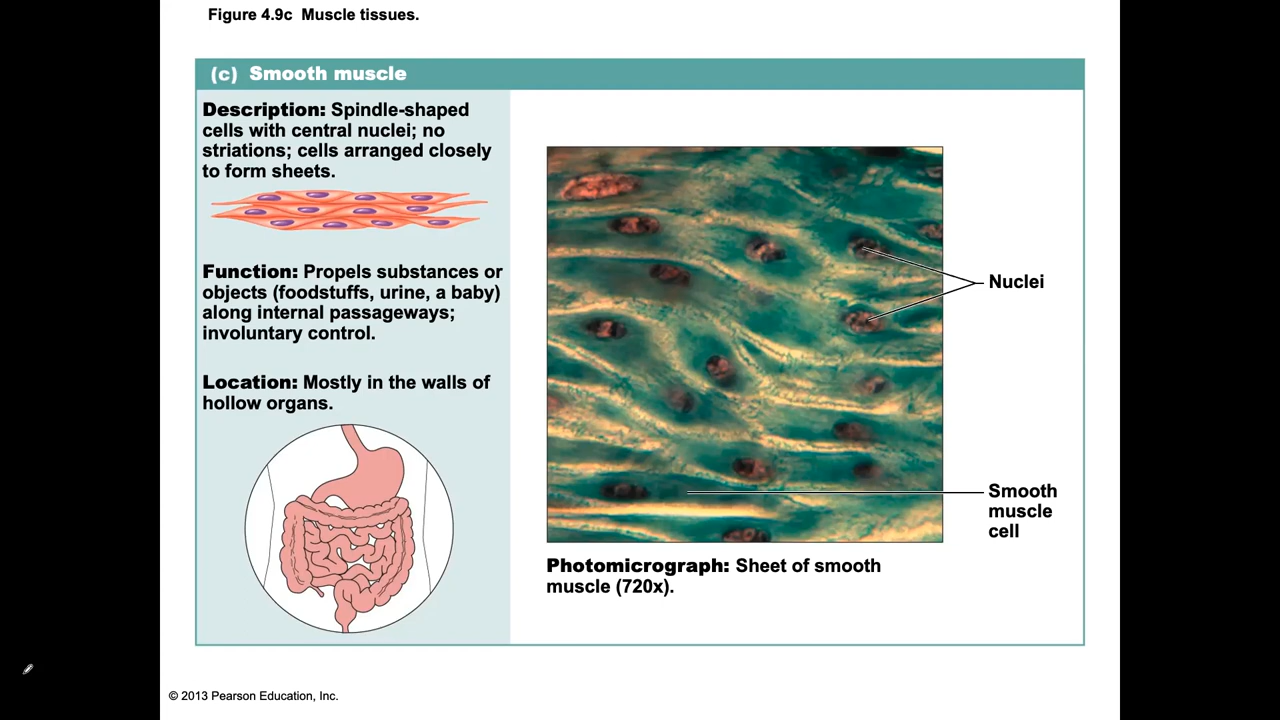 Figure 4.9c Muscle tissues.
(c) Smooth muscle
Description: Spindle-shaped
cells with central nuclei; no
striations; cells arranged closely
to form sheets.
Function: Propels substances or
objects (foodstuffs, urine, a baby)
along internal passageways;
involuntary control.
Location: Mostly in the walls of
hollow organs.
Nuclei
Smooth
muscle
cell
Photomicrograph: Sheet of smooth
muscle (720x).
© 2013 Pearson Education, Inc.